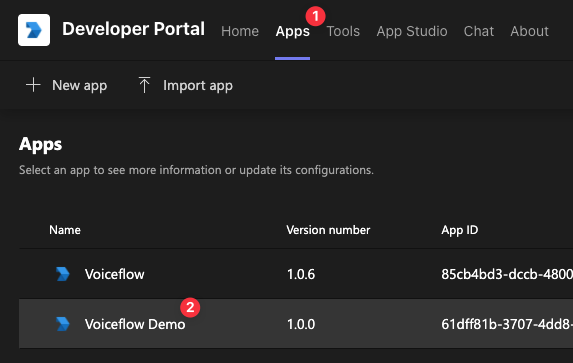 Developer Portal Home Apps 1 Tools App Studio Chat About
New app Import app
Apps
Select an app to see more information or update its configurations.
Name Version number App ID
Voiceflow 1.0.6 85cb4bd3-dccb-4800
Voiceflow Demo 2 1.0.0 61dff81b-3707-4dd8-